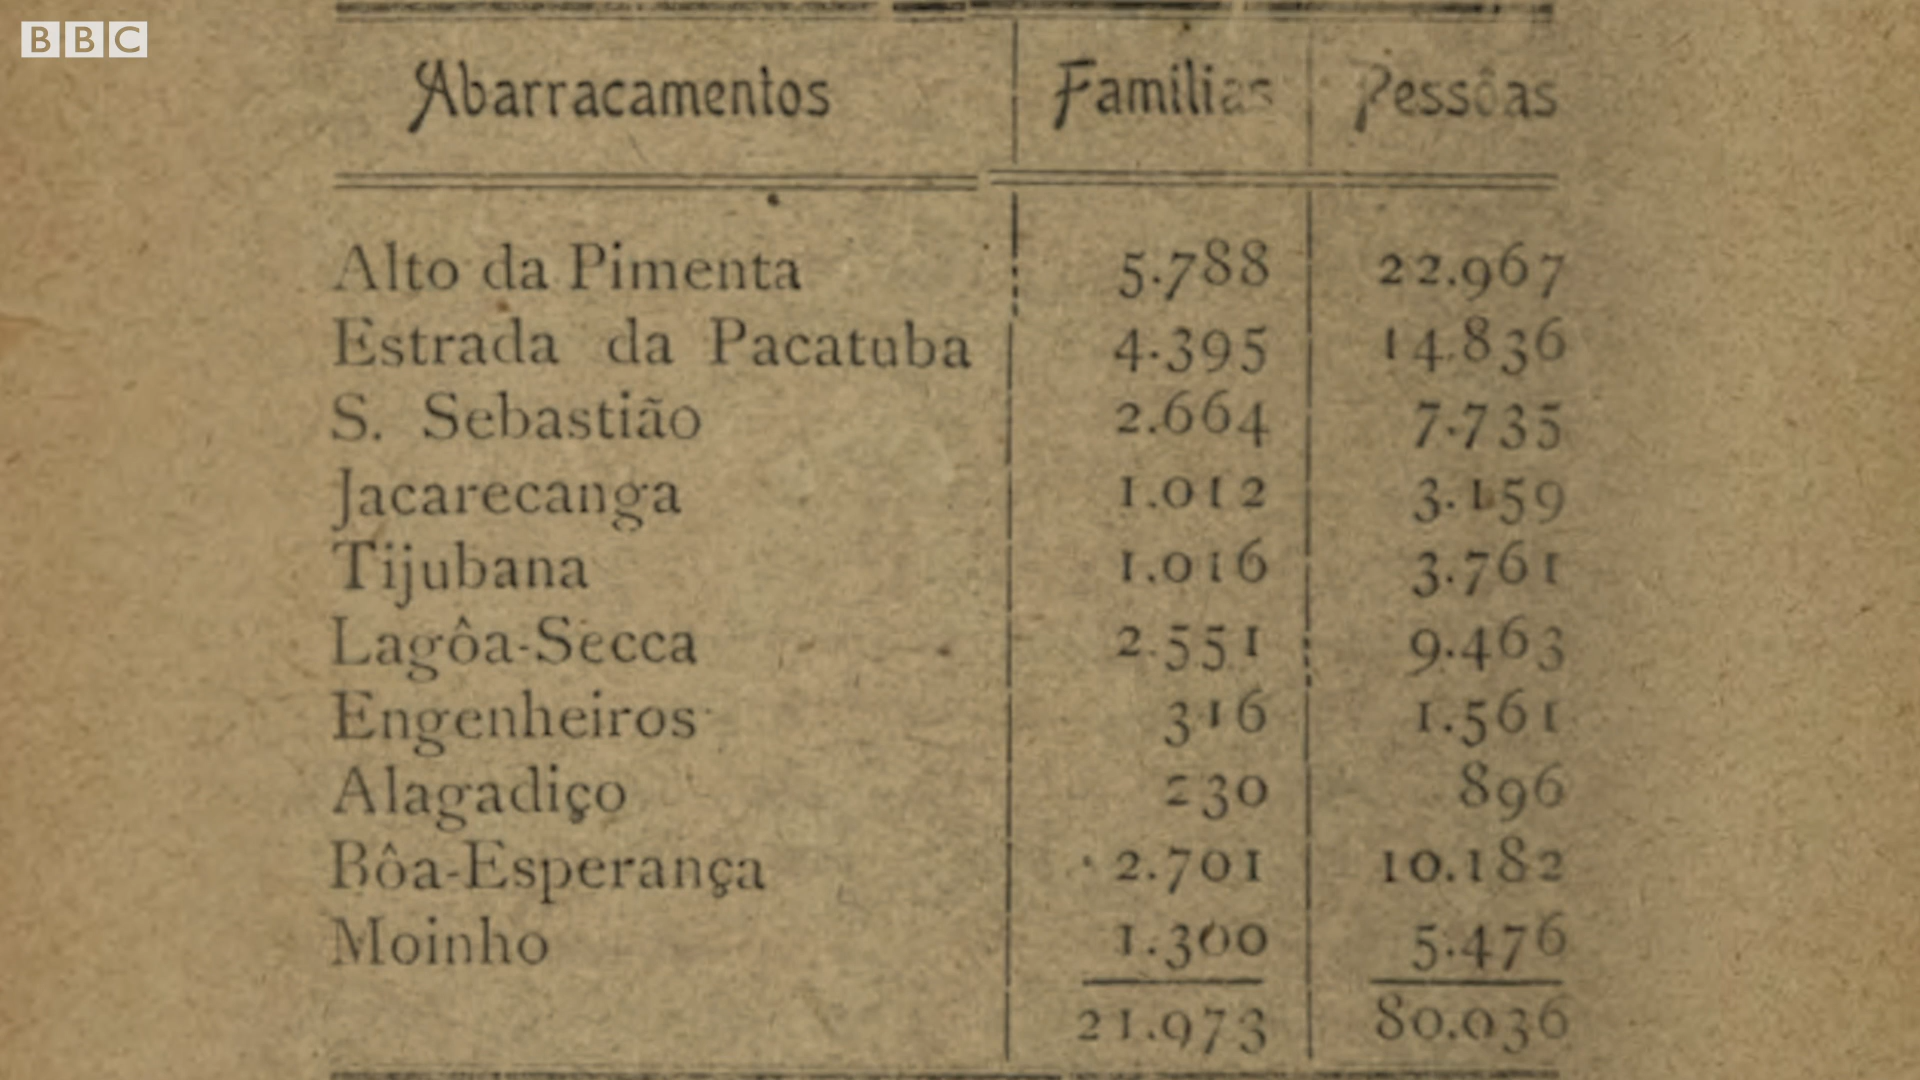 BBC
Abarracamentos Familias Pessôas
Alto da Pimenta 5.788 22.967
Estrada da Pacatuba 4.395 14.836
S. Sebastião 2.664 7.735
Jacarecanga 1.012 3.159
Tijubana 1.016 3.761
Lagôa-Secca 2.551 9.463
Engenheiros 316 1.561
Alagadiço 230 896
Bôa-Esperança 2.701 10.182
Moinho 1.300 5.476
21.973 80.036